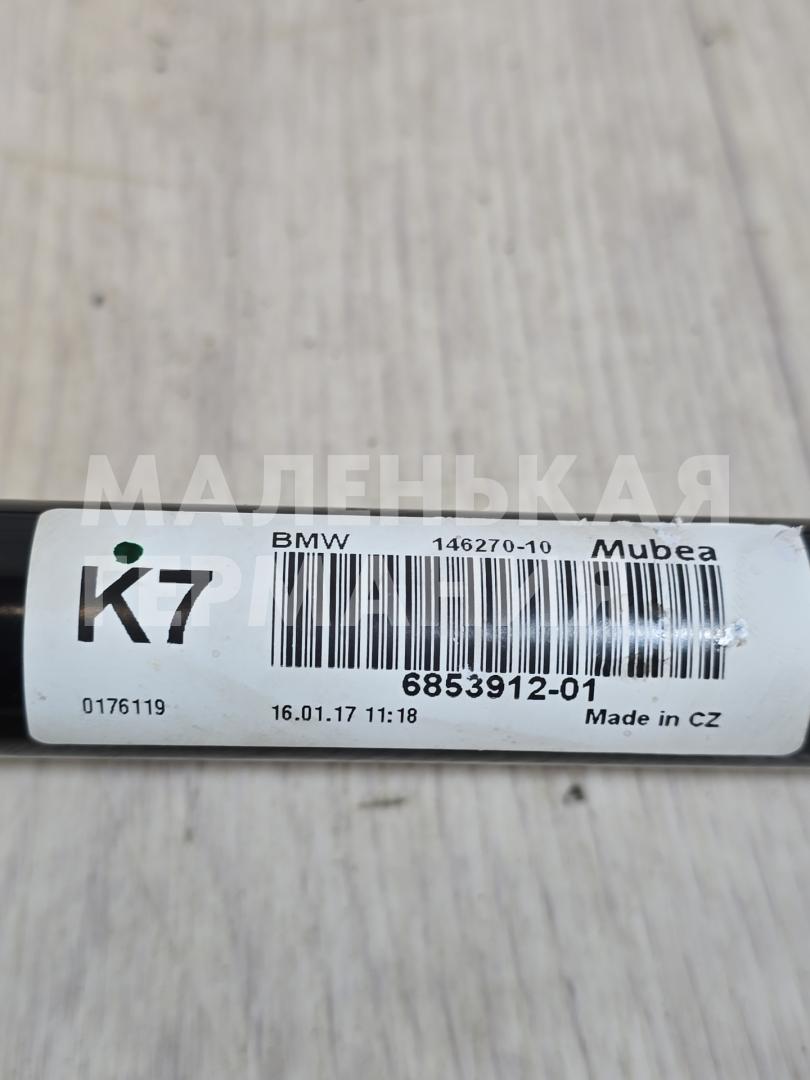 МАЛЕНЬКАЯ
ГЕРМАНИЯ
BMW 146270-10 Mubea
K7
6853912-01
0176119 16.01.17 11:18 Made in CZ